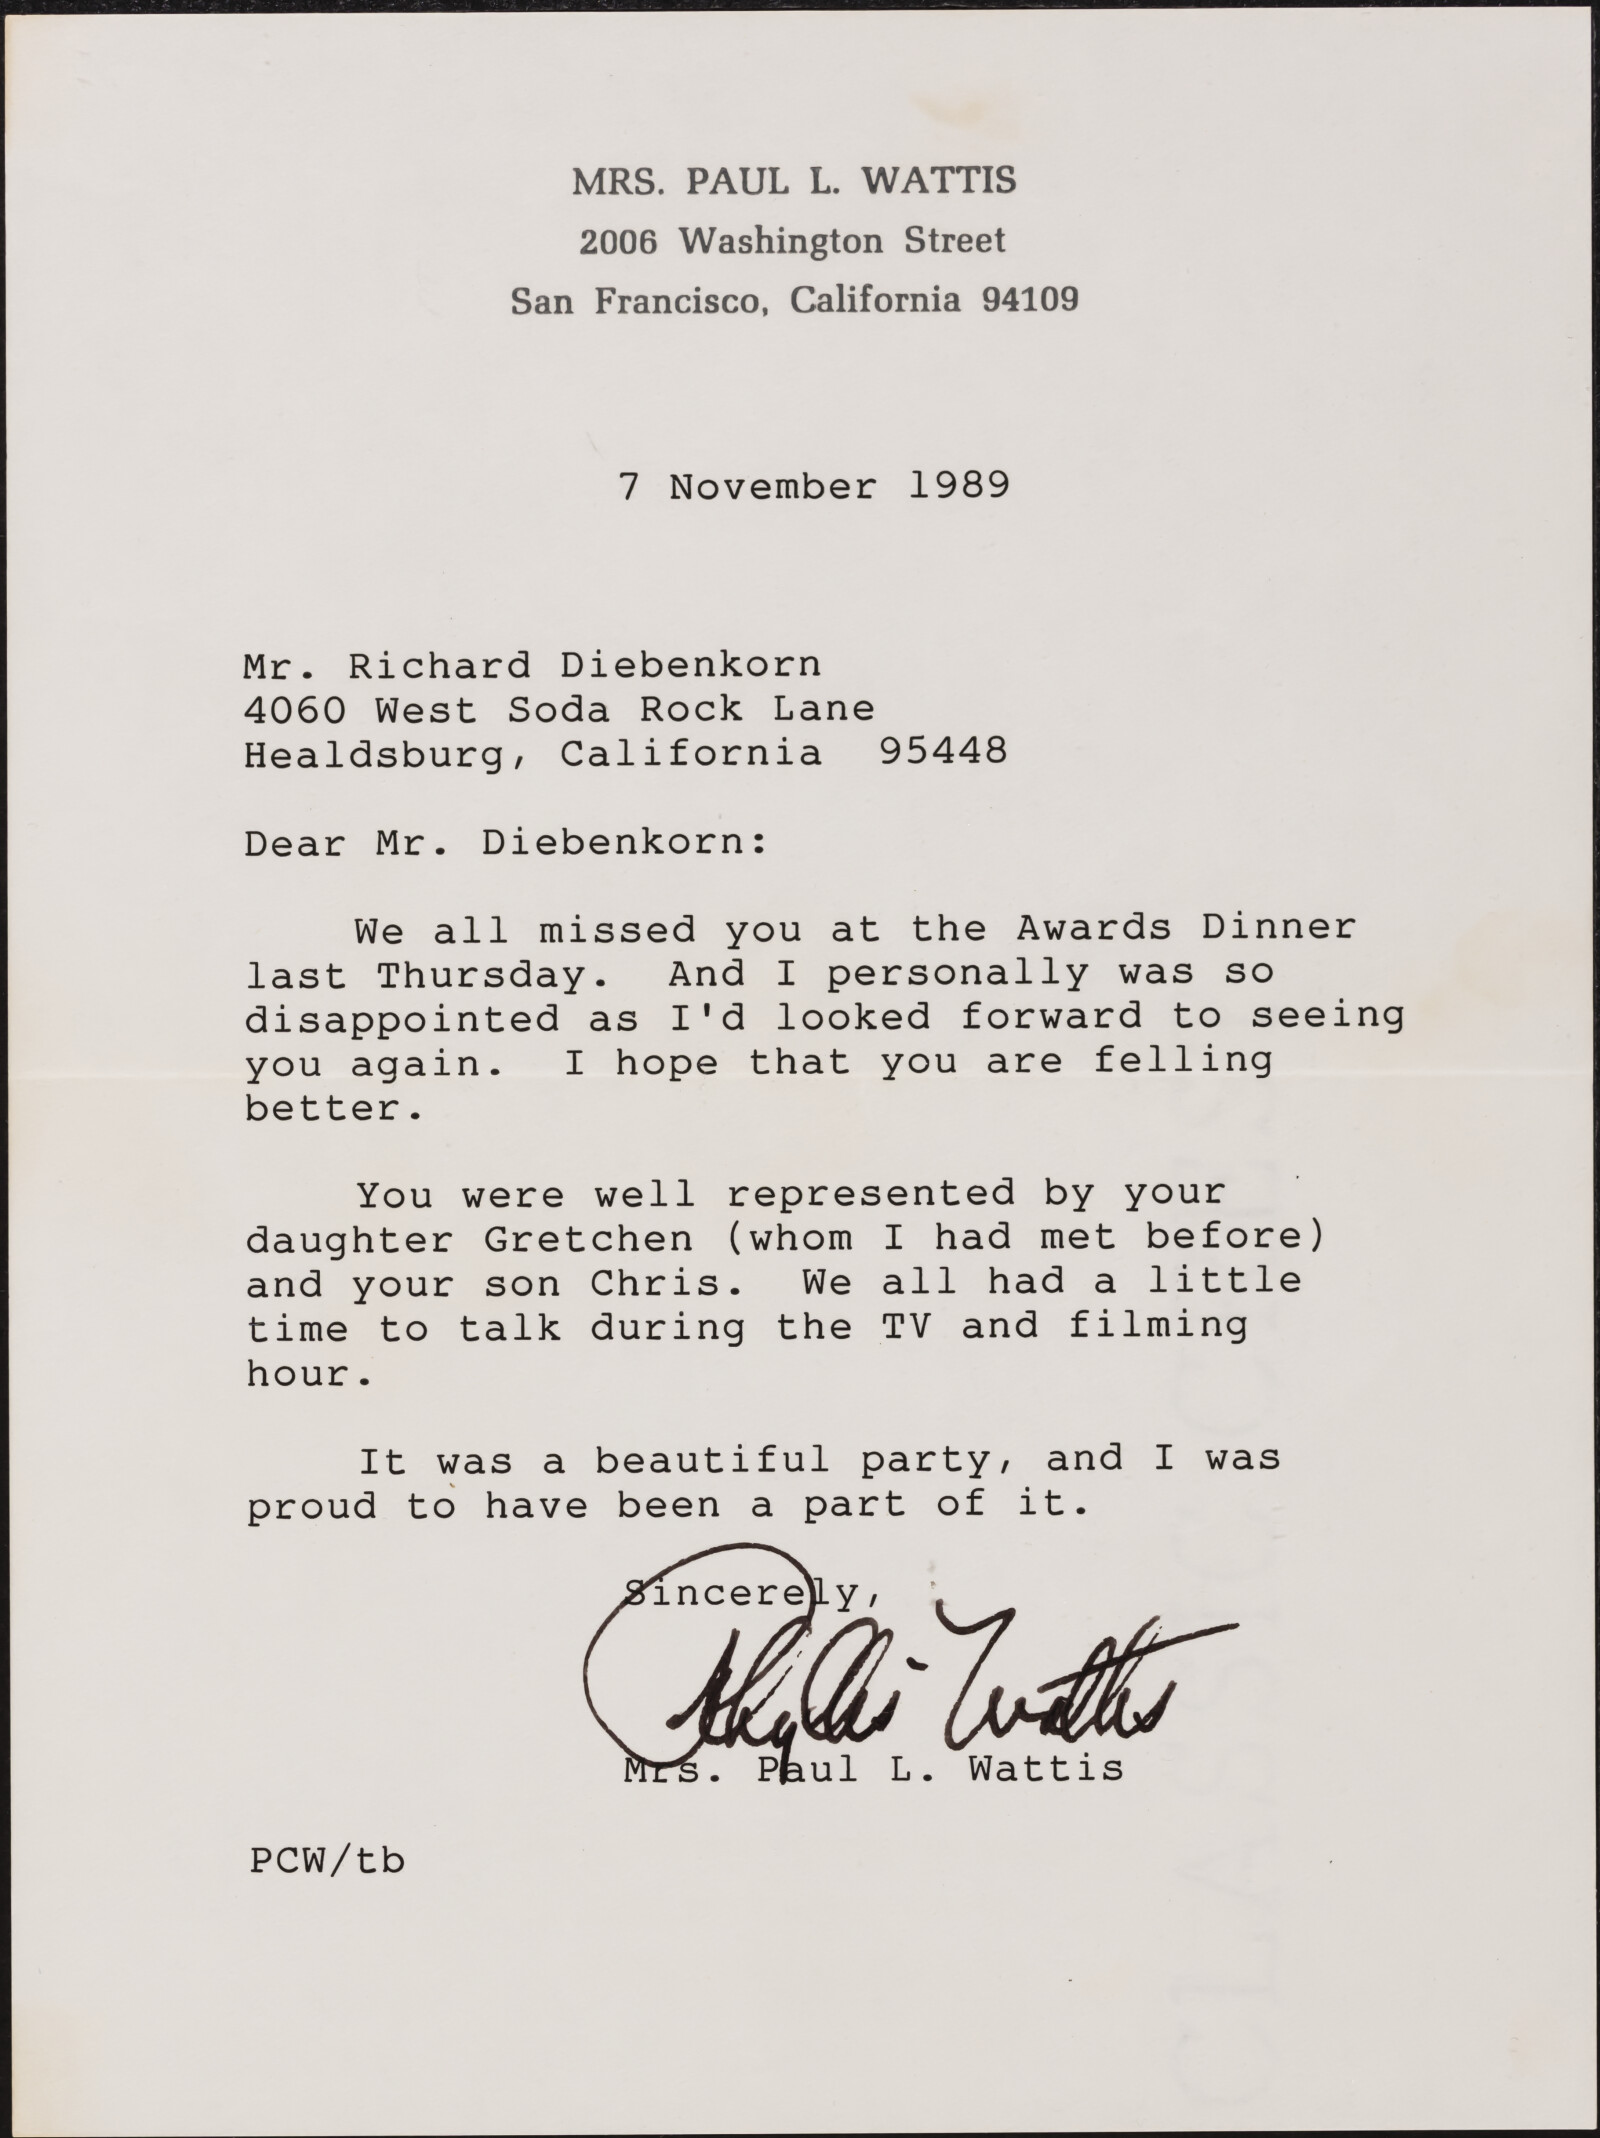 MRS. PAUL L. WATTIS
2006 Washington Street
San Francisco, California 94109
7 November 1989
Mr. Richard Diebenkorn
4060 West Soda Rock Lane
Healdsburg, California 95448
Dear Mr. Diebenkorn:
We all missed you at the Awards Dinner
last Thursday. And I personally was so
disappointed as I'd looked forward to seeing
you again. I hope that you are felling
better.
You were well represented by your
daughter Gretchen (whom I had met before)
and your son Chris. We all had a little
time to talk during the TV and filming
hour.
It was a beautiful party, and I was
proud to have been a part of it.
Sincerely,
Phyllis Wattis
Mrs. Paul L. Wattis
PCW/tb